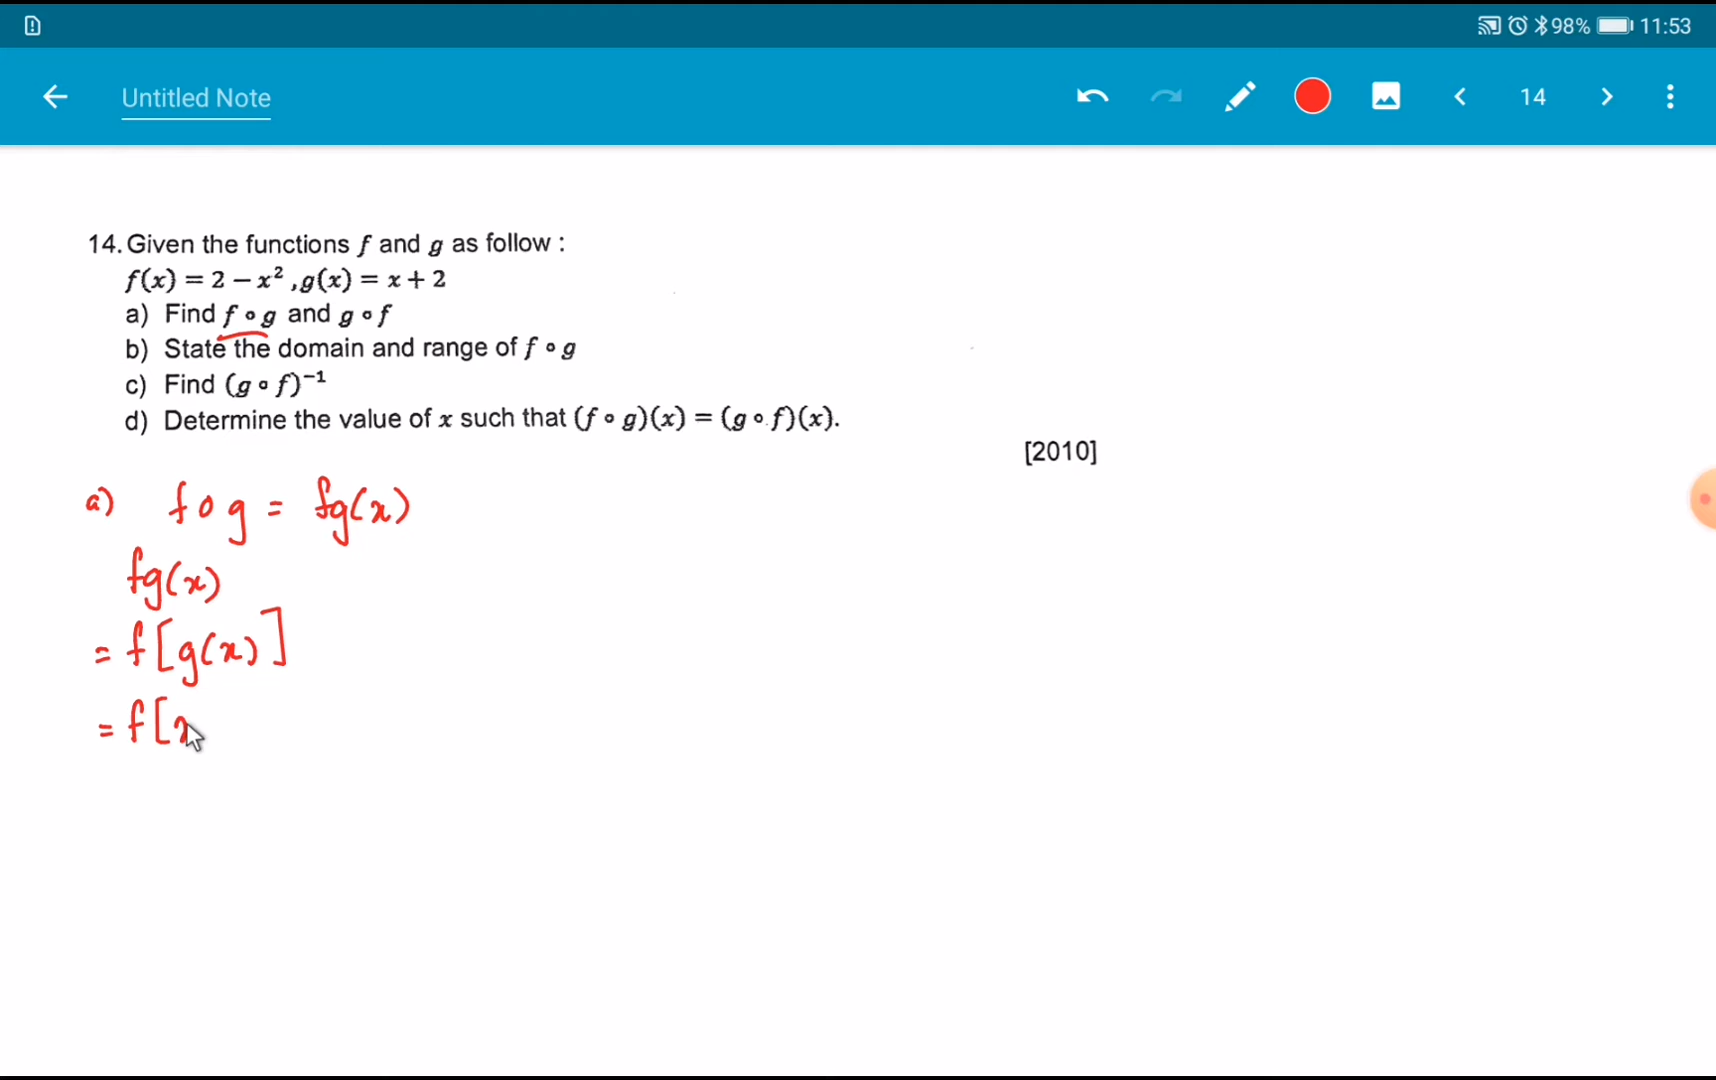 98% 11:53
Untitled Note
14
14. Given the functions f and g as follow :
f(x) = 2 − x² ,g(x) = x + 2
a) Find f ∘ g and g ∘ f
b) State the domain and range of f ∘ g
c) Find (g ∘ f)⁻¹
d) Determine the value of x such that (f ∘ g)(x) = (g ∘ f)(x).
[2010]
a) f o g = fg(x)
fg(x)
= f[g(x)]
= f[x